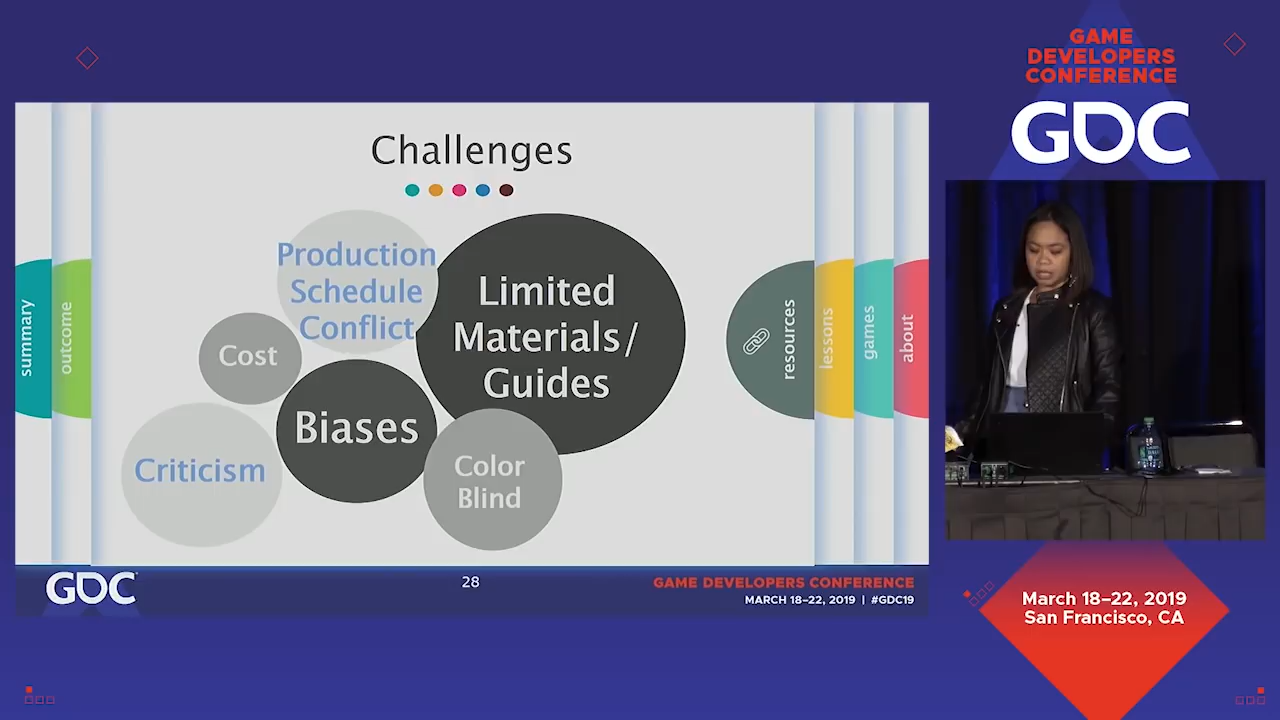 GAME
DEVELOPERS
CONFERENCE
GDC
Challenges
Production
Schedule
Conflict
Limited
Materials/
Guides
Cost
Biases
Criticism
Color
Blind
summary
outcome
resources
lessons
games
about
GDC
28
GAME DEVELOPERS CONFERENCE
MARCH 18–22, 2019 | #GDC19
March 18–22, 2019
San Francisco, CA